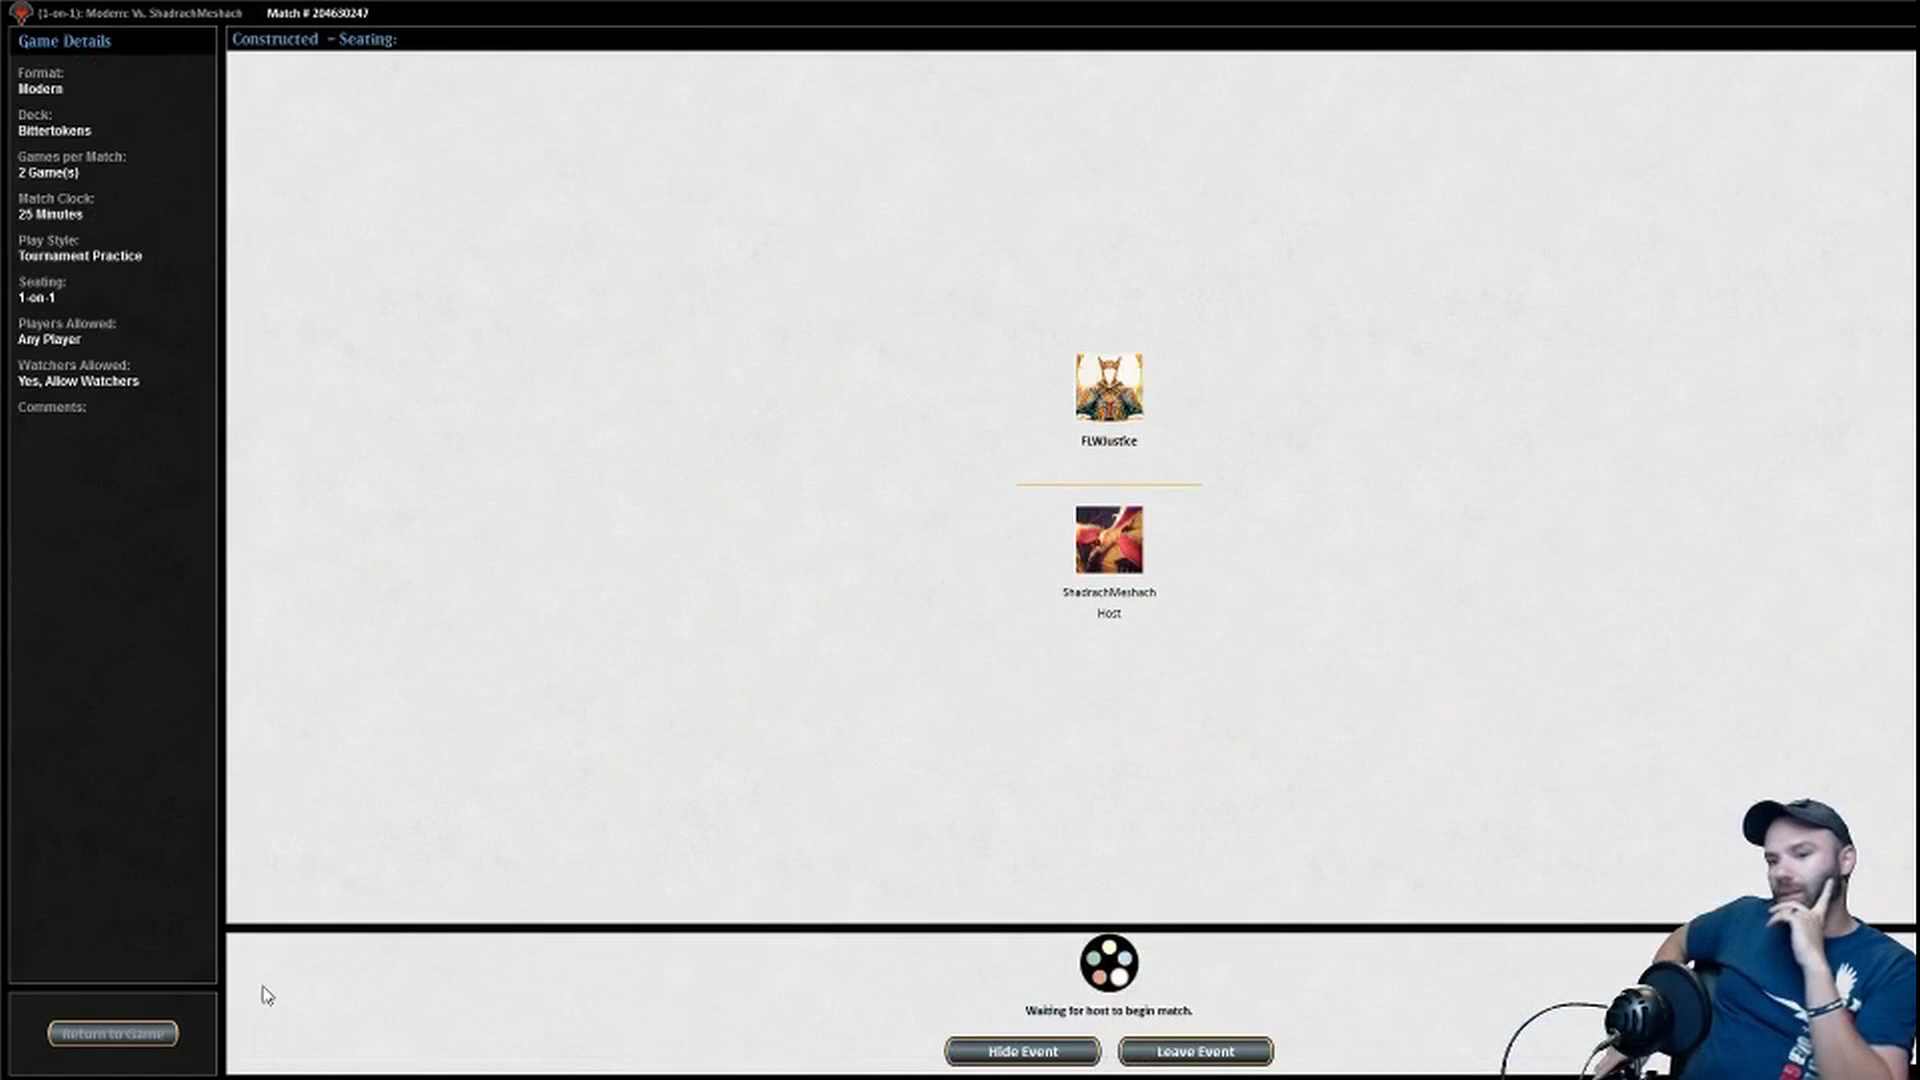 (1-on-1): Modern: Vs. ShadrachMeshach Match # 204630247
Game Details
Constructed - Seating:
Format:
Modern
Deck:
Bittertokens
Games per Match:
2 Game(s)
Match Clock:
25 Minutes
Play Style:
Tournament Practice
Seating:
1-on-1
Players Allowed:
Any Player
Watchers Allowed:
Yes, Allow Watchers
Comments:
FLWJustice
ShadrachMeshach
Host
Waiting for host to begin match.
Return to Game
Hide Event
Leave Event